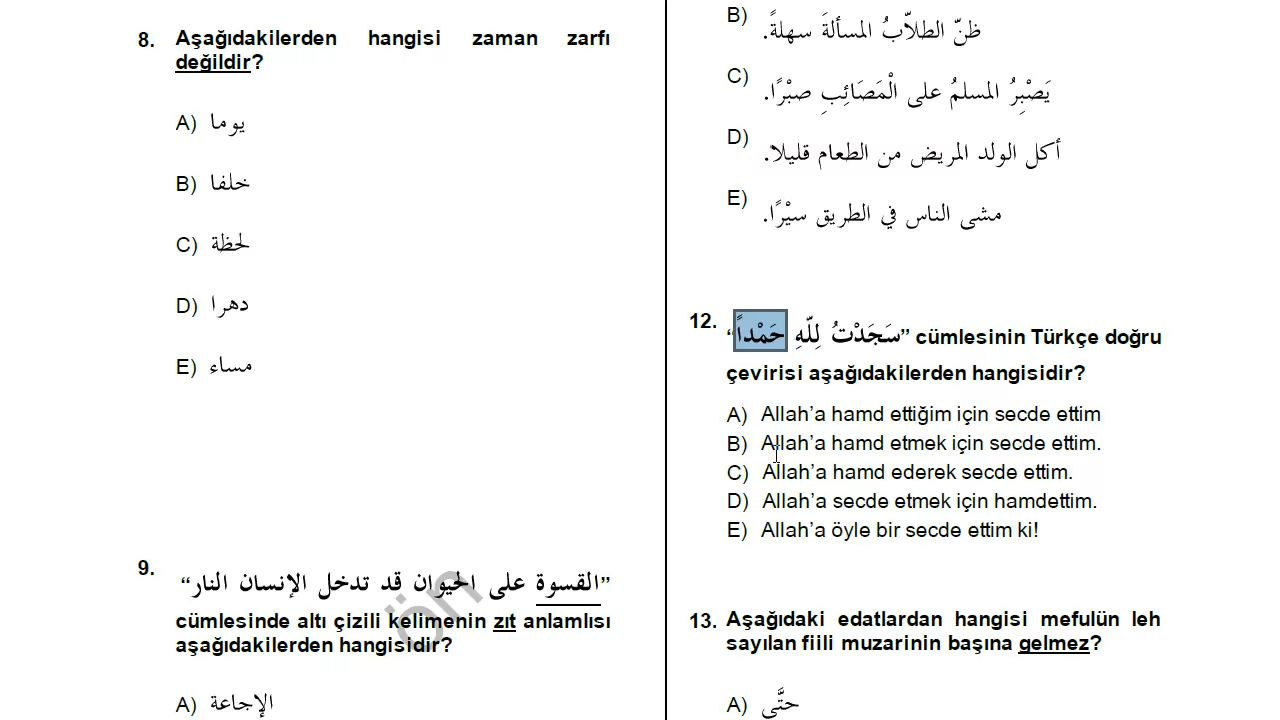 8. Aşağıdakilerden hangisi zaman zarfı
değildir?
A) يوما
B) خلفا
C) لحظة
D) دهرا
E) مساء
9. “القسوة على الحيوان قد تدخل الإنسان النار”
cümlesinde altı çizili kelimenin zıt anlamlısı
aşağıdakilerden hangisidir?
A) الإجاعة
ön
B) ظنّ الطلاّبُ المسألةَ سهلةً.
C) يَصْبِرُ المسلمُ على الْمَصَائِبِ صبْرًا.
D) أكل الولد المريض من الطعام قليلا.
E) مشى الناس في الطريق سيْرًا.
12. “سَجَدْتُ لِلّهِ حَمْداً” cümlesinin Türkçe doğru
çevirisi aşağıdakilerden hangisidir?
A) Allah’a hamd ettiğim için secde ettim
B) Allah’a hamd etmek için secde ettim.
C) Allah’a hamd ederek secde ettim.
D) Allah’a secde etmek için hamdettim.
E) Allah’a öyle bir secde ettim ki!
13. Aşağıdaki edatlardan hangisi mefulün leh
sayılan fiili muzarinin başına gelmez?
A) حتَّى